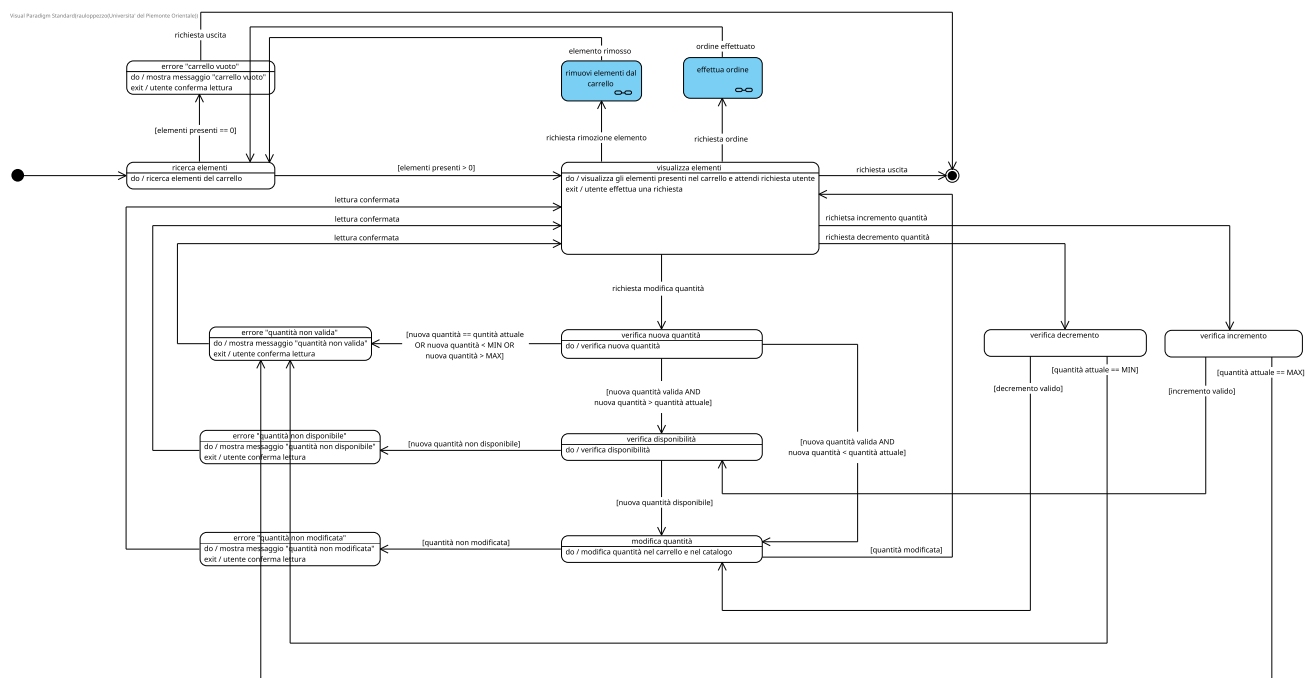 Visual Paradigm Standard(rauloppezzo(Universita' del Piemonte Orientale))
richiesta uscita
elemento rimosso
ordine effettuato
errore "carrello vuoto"
do / mostra messaggio "carrello vuoto"
exit / utente conferma lettura
rimuovi elementi dal
carrello
effettua ordine
[elementi presenti == 0]
richiesta rimozione elemento
richiesta ordine
ricerca elementi
do / ricerca elementi del carrello
[elementi presenti > 0]
visualizza elementi
do / visualizza gli elementi presenti nel carrello e attendi richiesta utente
exit / utente effettua una richiesta
richiesta uscita
lettura confermata
lettura confermata
lettura confermata
richietsa incremento quantità
richiesta decremento quantità
richiesta modifica quantità
errore "quantità non valida"
do / mostra messaggio "quantità non valida"
exit / utente conferma lettura
[nuova quantità == quntità attuale
OR nuova quantità < MIN OR
nuova quantità > MAX]
verifica nuova quantità
do / verifica nuova quantità
verifica decremento
verifica incremento
[quantità attuale == MIN]
[quantità attuale == MAX]
[decremento valido]
[incremento valido]
[nuova quantità valida AND
nuova quantità > quantità attuale]
errore "quantità non disponibile"
do / mostra messaggio "quantità non disponibile"
exit / utente conferma lettura
[nuova quantità non disponibile]
verifica disponibilità
do / verifica disponibilità
[nuova quantità valida AND
nuova quantità < quantità attuale]
[nuova quantità disponibile]
errore "quantità non modificata"
do / mostra messaggio "quantità non modificata"
exit / utente conferma lettura
[quantità non modificata]
modifica quantità
do / modifica quantità nel carrello e nel catalogo
[quantità modificata]